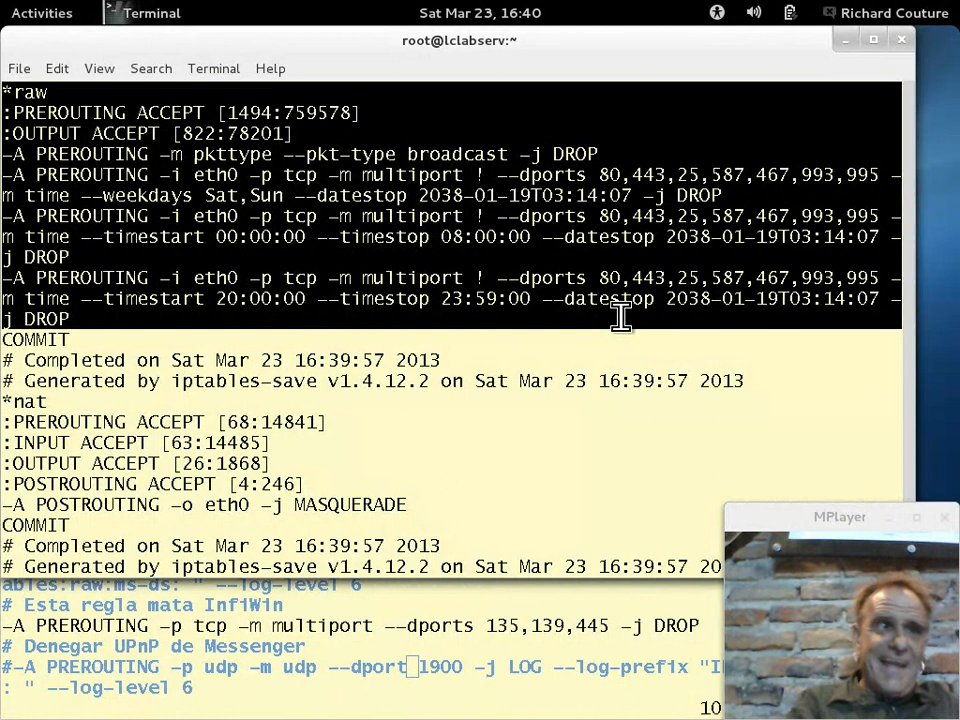 Activities Terminal Sat Mar 23, 16:40 Richard Couture
root@lclabserv:~
File Edit View Search Terminal Help
*raw
:PREROUTING ACCEPT [1494:759578]
:OUTPUT ACCEPT [822:78201]
-A PREROUTING -m pkttype --pkt-type broadcast -j DROP
-A PREROUTING -i eth0 -p tcp -m multiport ! --dports 80,443,25,587,467,993,995 -
m time --weekdays Sat,Sun --datestop 2038-01-19T03:14:07 -j DROP
-A PREROUTING -i eth0 -p tcp -m multiport ! --dports 80,443,25,587,467,993,995 -
m time --timestart 00:00:00 --timestop 08:00:00 --datestop 2038-01-19T03:14:07 -
j DROP
-A PREROUTING -i eth0 -p tcp -m multiport ! --dports 80,443,25,587,467,993,995 -
m time --timestart 20:00:00 --timestop 23:59:00 --datestop 2038-01-19T03:14:07 -
j DROP
COMMIT
# Completed on Sat Mar 23 16:39:57 2013
# Generated by iptables-save v1.4.12.2 on Sat Mar 23 16:39:57 2013
*nat
:PREROUTING ACCEPT [68:14841]
:INPUT ACCEPT [63:14485]
:OUTPUT ACCEPT [26:1868]
:POSTROUTING ACCEPT [4:246]
-A POSTROUTING -o eth0 -j MASQUERADE
COMMIT
# Completed on Sat Mar 23 16:39:57 2013
# Generated by iptables-save v1.4.12.2 on Sat Mar 23 16:39:57 20
MPlayer
ables:raw:ms-ds: " --log-level 6
# Esta regla mata InfiWin
-A PREROUTING -p tcp -m multiport --dports 135,139,445 -j DROP
# Denegar UPnP de Messenger
#-A PREROUTING -p udp -m udp --dport 1900 -j LOG --log-prefix "I
: " --log-level 6
10